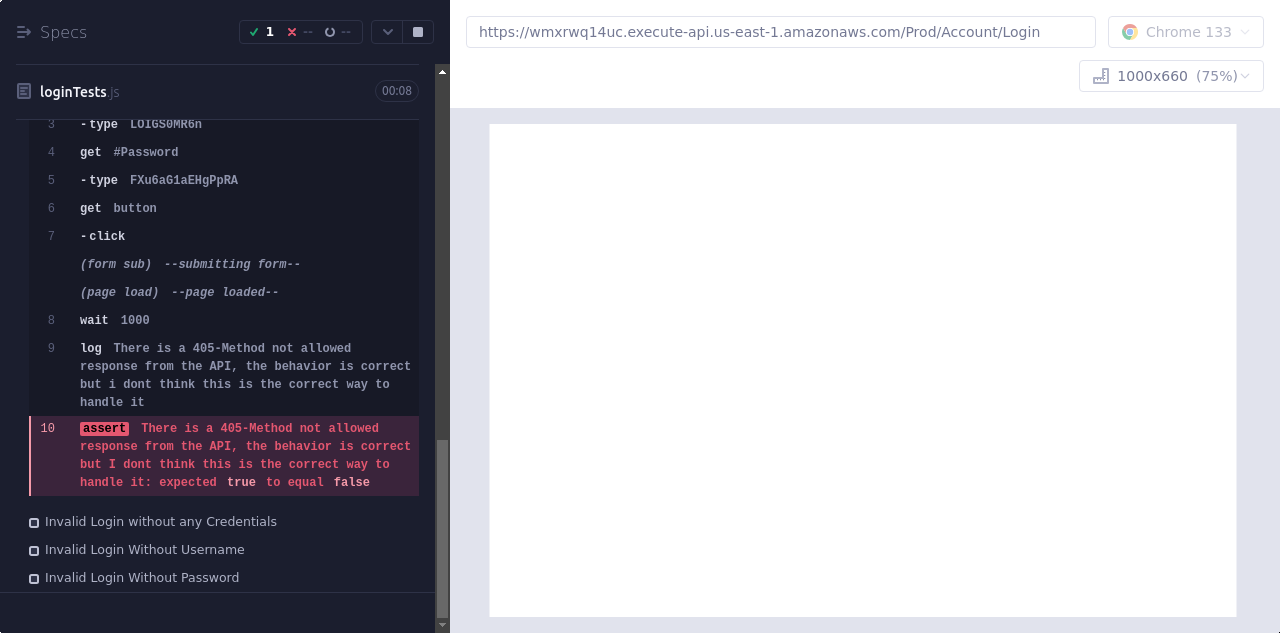 Specs
1 -- --
https://wmxrwq14uc.execute-api.us-east-1.amazonaws.com/Prod/Account/Login
Chrome 133
1000x660 (75%)
loginTests.js
00:08
3 -type LOIGS0MR6n
4 get #Password
5 -type FXu6aG1aEHgPpRA
6 get button
7 -click
(form sub) --submitting form--
(page load) --page loaded--
8 wait 1000
9 log There is a 405-Method not allowed
response from the API, the behavior is correct
but i dont think this is the correct way to
handle it
10 assert There is a 405-Method not allowed
response from the API, the behavior is correct
but I dont think this is the correct way to
handle it: expected true to equal false
Invalid Login without any Credentials
Invalid Login Without Username
Invalid Login Without Password